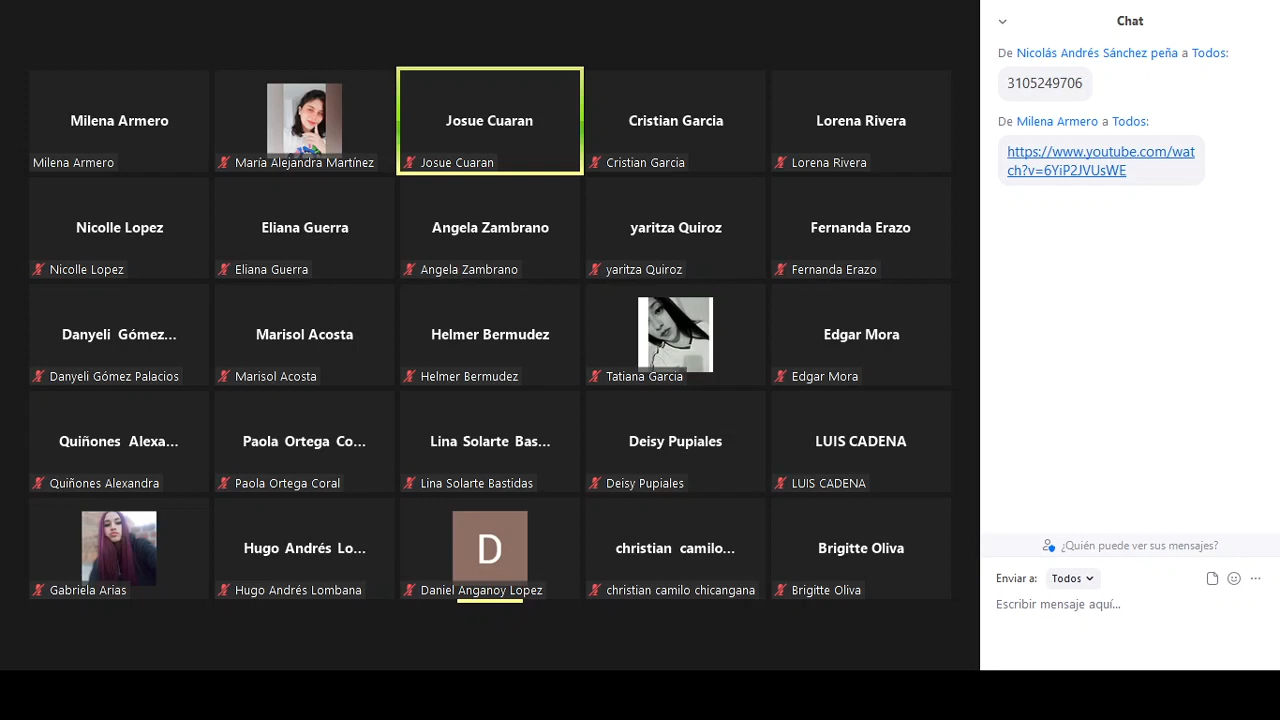 Milena Armero
Milena Armero
María Alejandra Martínez
Josue Cuaran
Josue Cuaran
Cristian Garcia
Cristian Garcia
Lorena Rivera
Lorena Rivera
Nicolle Lopez
Nicolle Lopez
Eliana Guerra
Eliana Guerra
Angela Zambrano
Angela Zambrano
yaritza Quiroz
yaritza Quiroz
Fernanda Erazo
Fernanda Erazo
Danyeli Gómez...
Danyeli Gómez Palacios
Marisol Acosta
Marisol Acosta
Helmer Bermudez
Helmer Bermudez
Tatiana Garcia
Edgar Mora
Edgar Mora
Quiñones Alexa...
Quiñones Alexandra
Paola Ortega Co...
Paola Ortega Coral
Lina Solarte Bas...
Lina Solarte Bastidas
Deisy Pupiales
Deisy Pupiales
LUIS CADENA
LUIS CADENA
Gabriela Arias
Hugo Andrés Lo...
Hugo Andrés Lombana
D
Daniel Anganoy Lopez
christian camilo...
christian camilo chicangana
Brigitte Oliva
Brigitte Oliva
Chat
De Nicolás Andrés Sánchez peña a Todos:
3105249706
De Milena Armero a Todos:
https://www.youtube.com/wat
ch?v=6YiP2JVUsWE
¿Quién puede ver sus mensajes?
Enviar a: Todos
Escribir mensaje aquí...